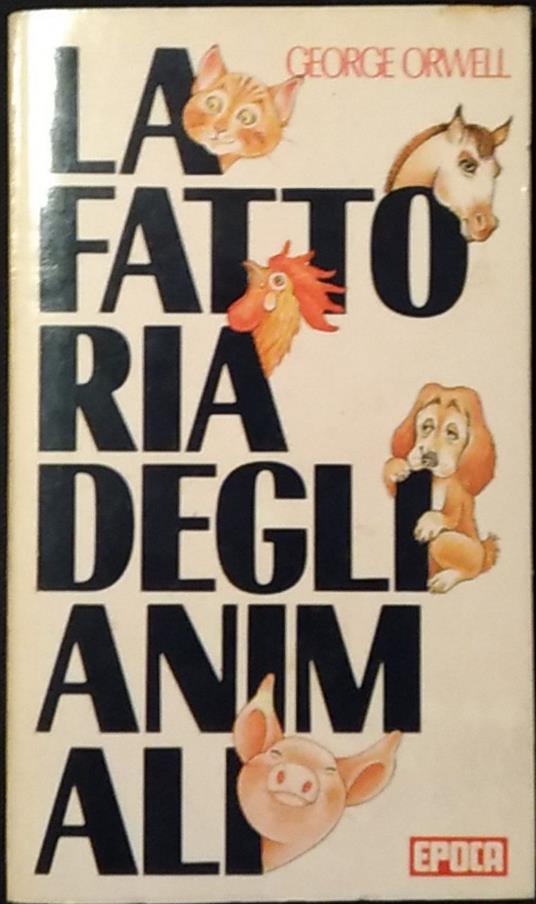 GEORGE ORWELL
LA
FATTO
RIA
DEGLI
ANIM
ALI
EPOCA